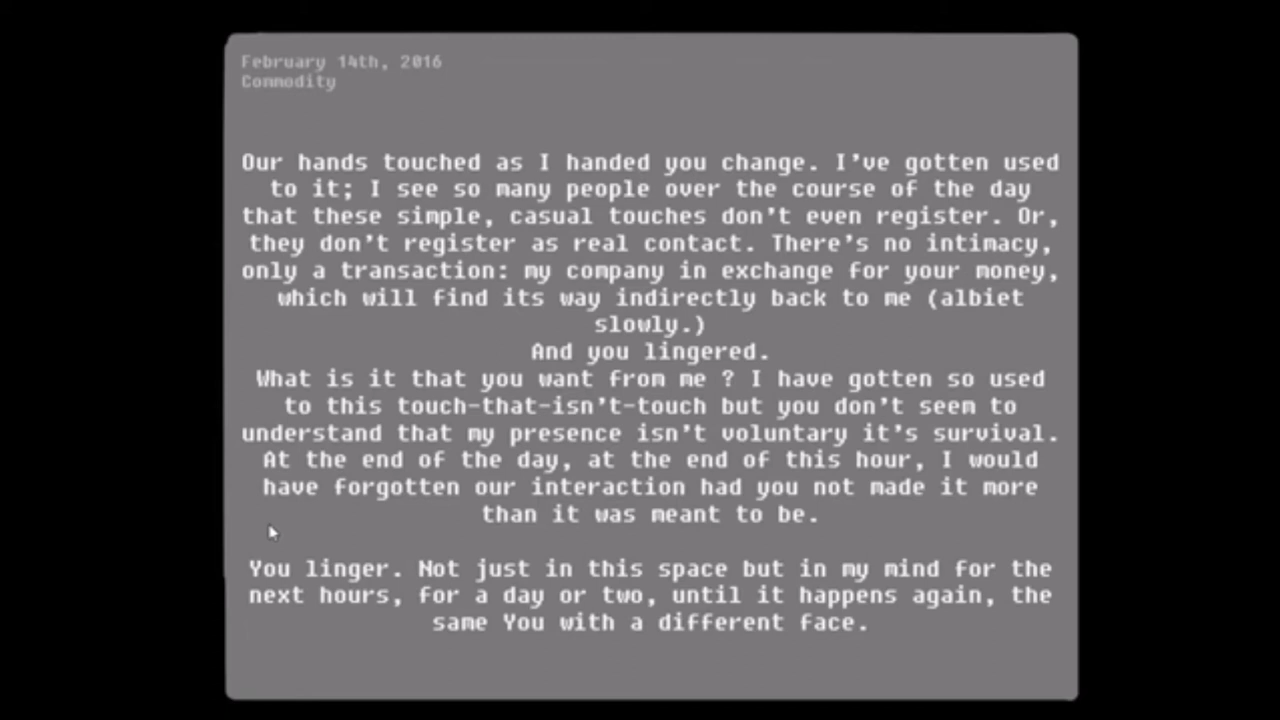 February 14th, 2016
Commodity
Our hands touched as I handed you change. I've gotten used
to it; I see so many people over the course of the day
that these simple, casual touches don't even register. Or,
they don't register as real contact. There's no intimacy,
only a transaction: my company in exchange for your money,
which will find its way indirectly back to me (albiet
slowly.)
And you lingered.
What is it that you want from me ? I have gotten so used
to this touch-that-isn't-touch but you don't seem to
understand that my presence isn't voluntary it's survival.
At the end of the day, at the end of this hour, I would
have forgotten our interaction had you not made it more
than it was meant to be.
You linger. Not just in this space but in my mind for the
next hours, for a day or two, until it happens again, the
same You with a different face.